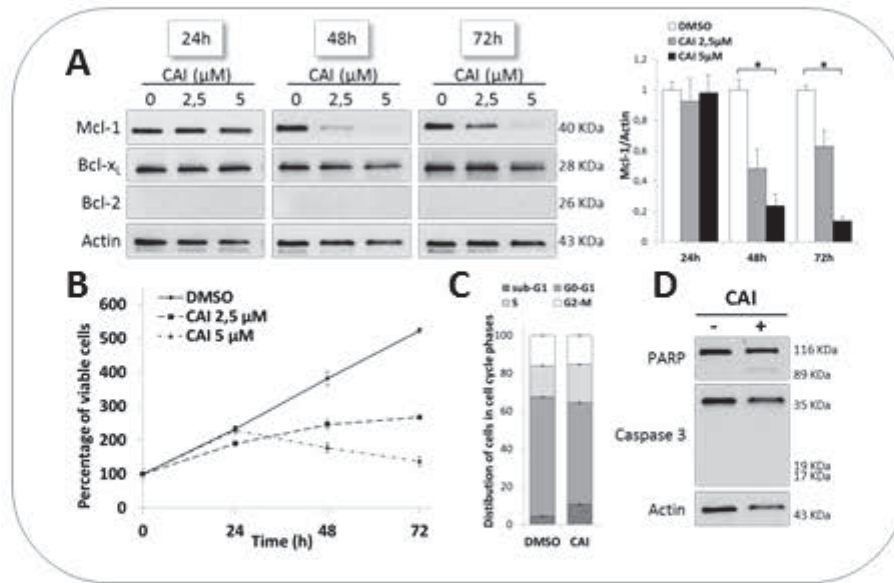 A
24h 48h 72h
CAI (µM) CAI (µM) CAI (µM)
0 2,5 5 0 2,5 5 0 2,5 5
Mcl-1 40 KDa
Bcl-xL 28 KDa
Bcl-2 26 KDa
Actin 43 KDa
DMSO
CAI 2,5µM
CAI 5µM
Mcl-1/Actin
1,2
1
0,8
0,6
0,4
0,2
0
* *
24h 48h 72h
B
DMSO
CAI 2,5 µM
CAI 5 µM
Percentage of viable cells
600
500
400
300
200
100
0
0 24 48 72
Time (h)
C
sub-G1 G0-G1
S G2-M
Distibution of cells in cell cycle phases
100
80
60
40
20
0
DMSO CAI
D
CAI
- +
PARP 116 KDa
89 KDa
35 KDa
Caspase 3
19 KDa
17 KDa
Actin 43 KDa